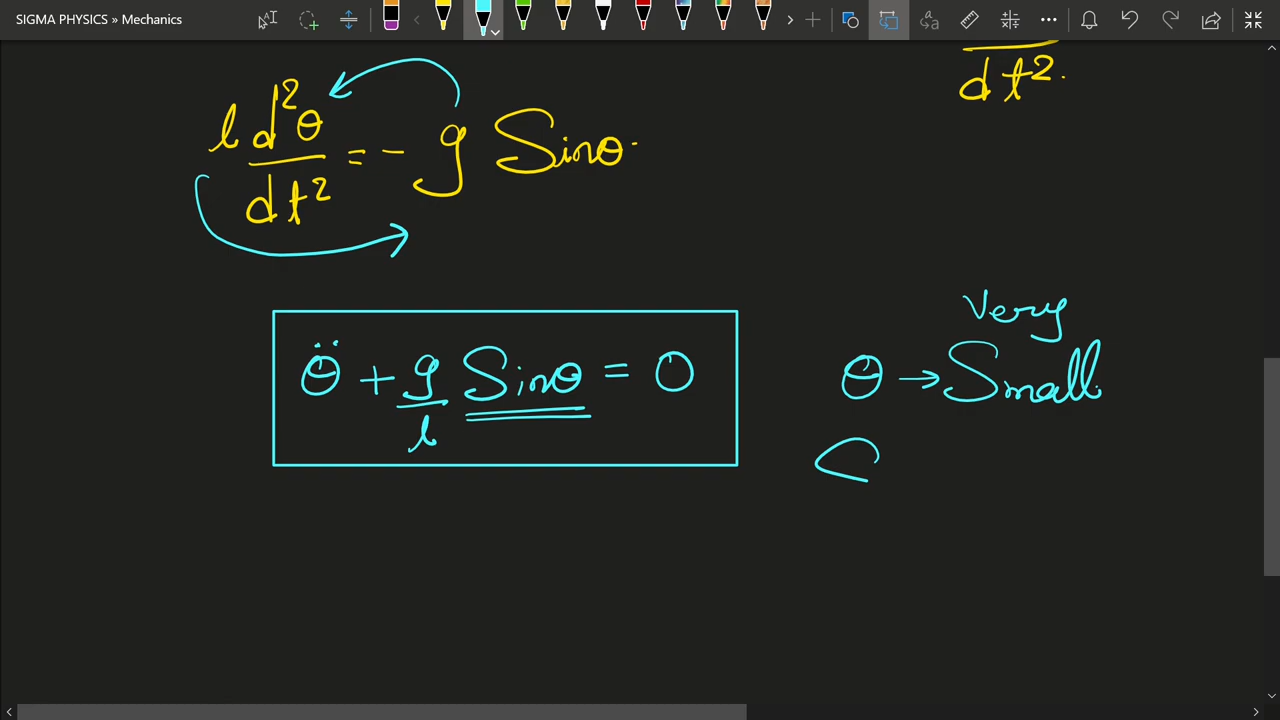 SIGMA PHYSICS » Mechanics
dt².
l d²θ/dt² = - g Sinθ
Very
θ̈ + g/l Sinθ = 0
θ → Small